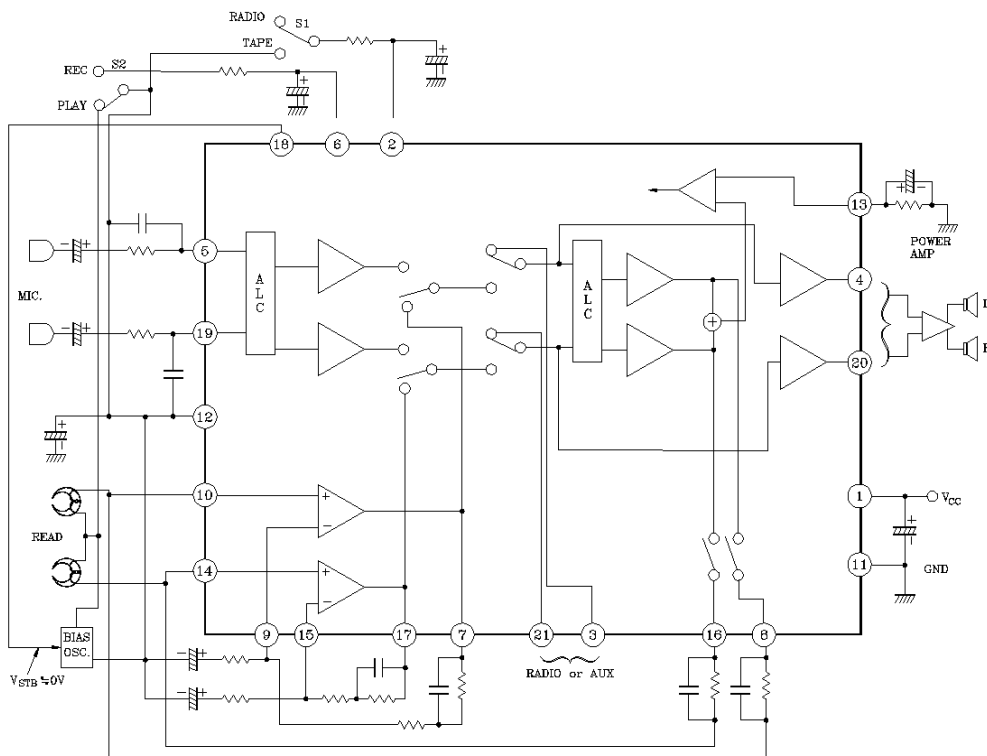 RADIO
S1
TAPE
REC
S2
PLAY
+
−
+
−
18
6
2
13
+ −
POWER
AMP
− +
5
MIC.
ALC
ALC
4
− +
19
+
20
12
+
−
10
+
−
READ
14
+
−
1
VCC
+
−
11
GND
9
15
17
7
21
3
16
8
BIAS
OSC.
− +
VSTB ≒0V
− +
RADIO or AUX